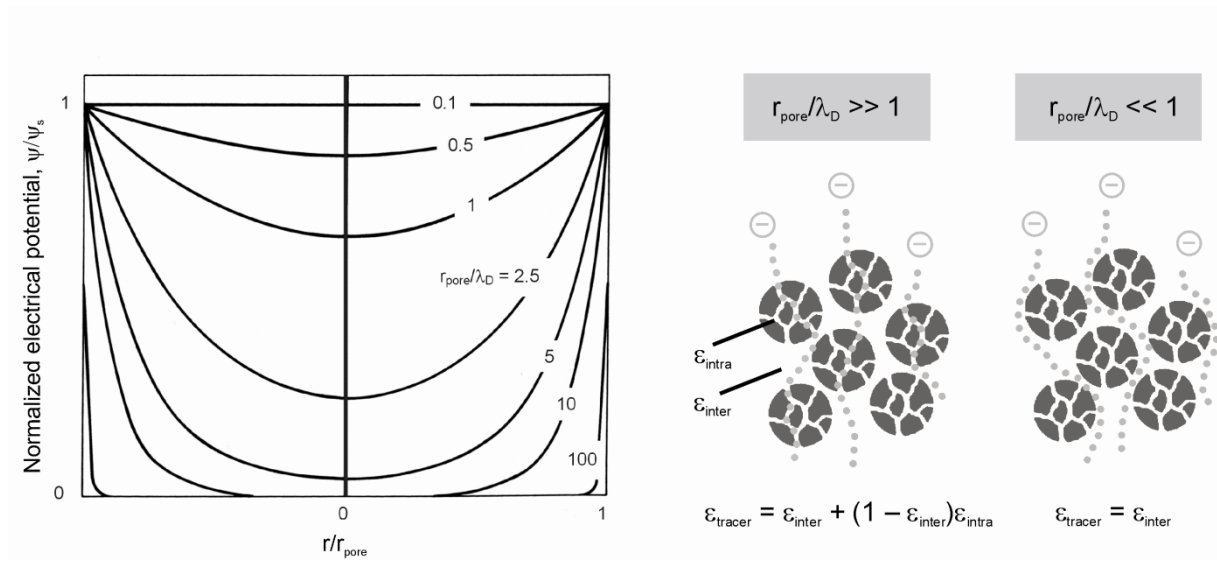 Normalized electrical potential, ψ/ψs
1
0
0.1
0.5
1
rpore/λD = 2.5
5
10
100
0
1
r/rpore
rpore/λD >> 1
rpore/λD << 1
−
−
−
−
−
−
εintra
εinter
εtracer = εinter + (1 − εinter)εintra
εtracer = εinter